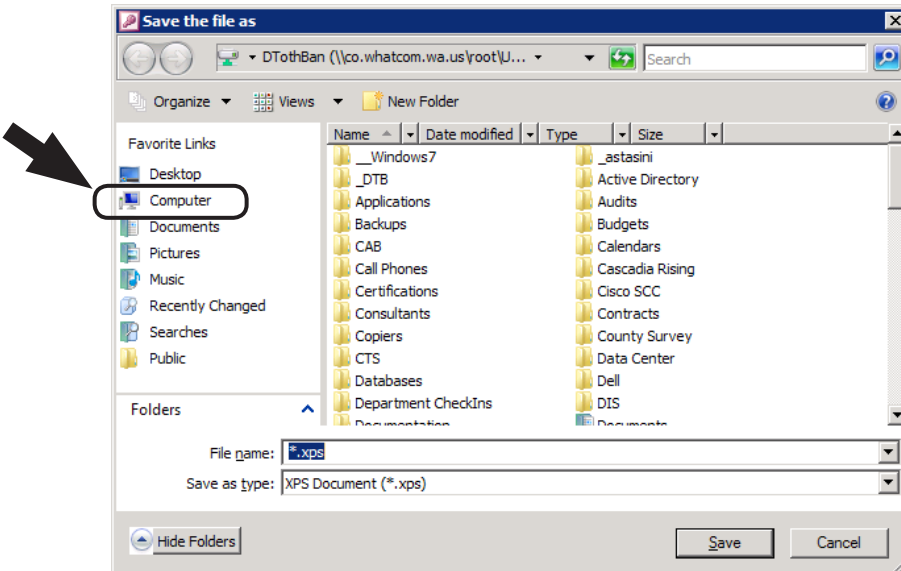 Save the file as
DTothBan (\\co.whatcom.wa.us\root\U...
Search
Organize Views New Folder
Favorite Links
Desktop
Computer
Documents
Pictures
Music
Recently Changed
Searches
Public
Folders
Name Date modified Type Size
__Windows7 _astasini
_DTB Active Directory
Applications Audits
Backups Budgets
CAB Calendars
Call Phones Cascadia Rising
Certifications Cisco SCC
Consultants Contracts
Copiers County Survey
CTS Data Center
Databases Dell
Department CheckIns DIS
Documentation Documents
File name: *.xps
Save as type: XPS Document (*.xps)
Hide Folders Save Cancel